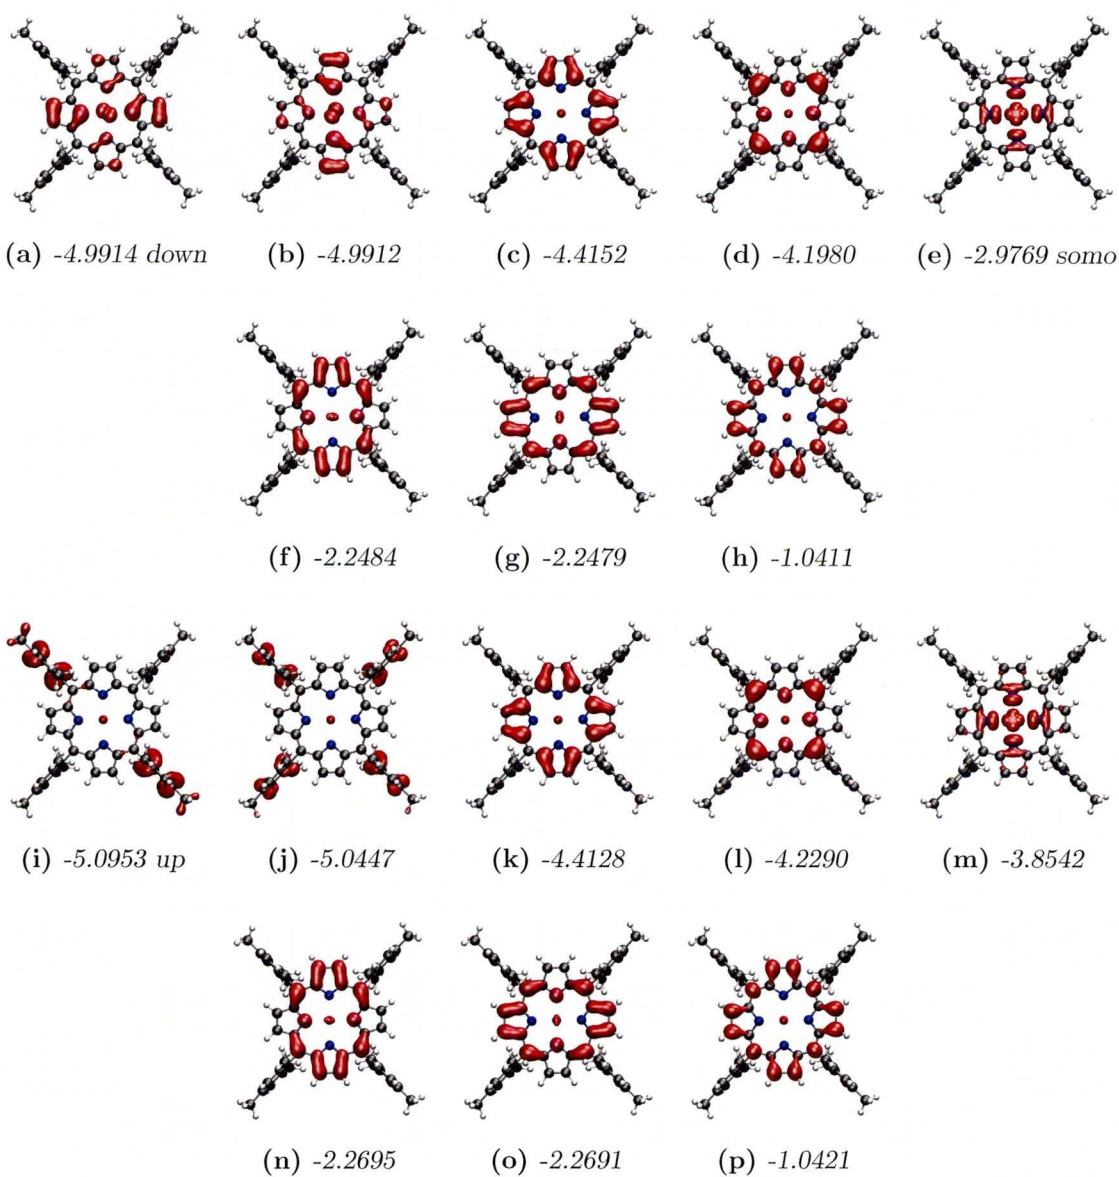 (a) -4.9914 down (b) -4.9912 (c) -4.4152 (d) -4.1980 (e) -2.9769 somo
(f) -2.2484 (g) -2.2479 (h) -1.0411
(i) -5.0953 up (j) -5.0447 (k) -4.4128 (l) -4.2290 (m) -3.8542
(n) -2.2695 (o) -2.2691 (p) -1.0421